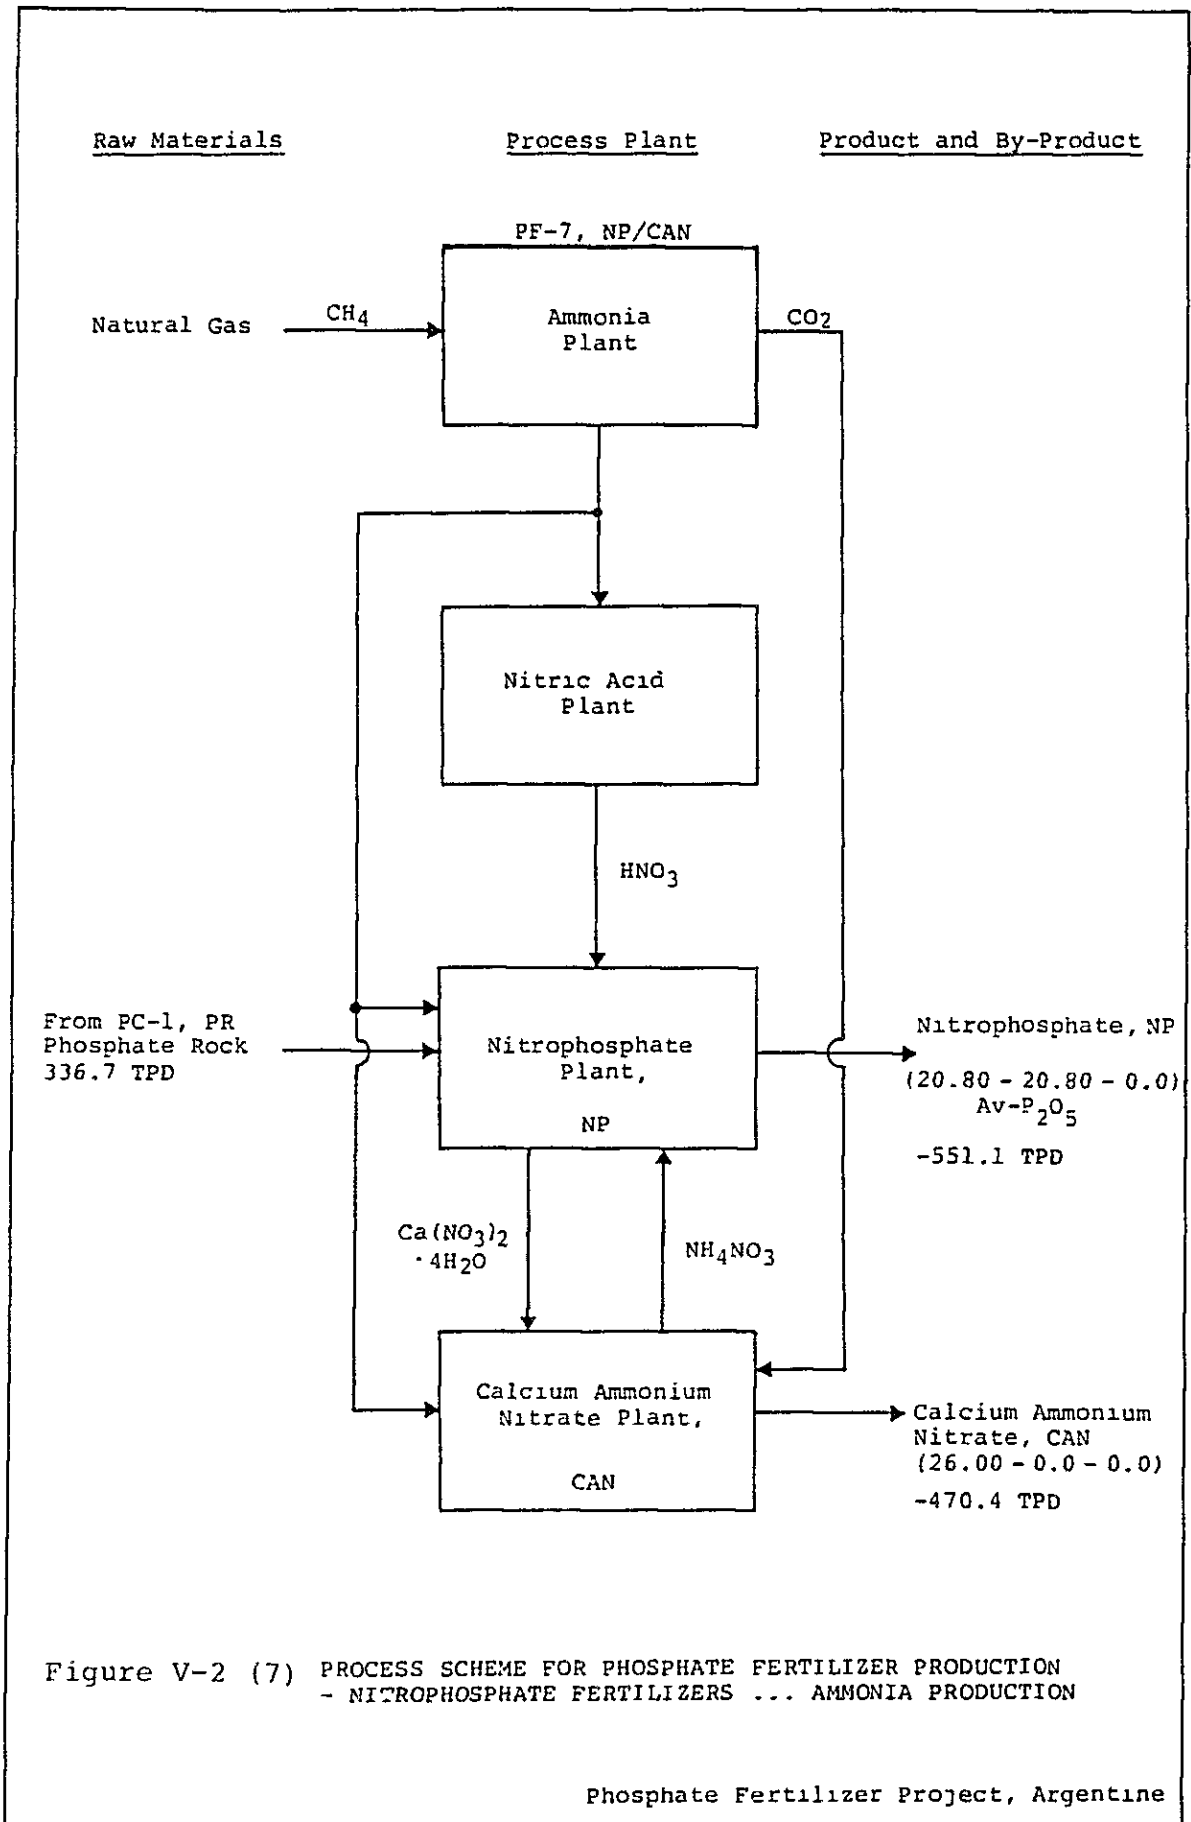 Raw Materials
Process Plant
Product and By-Product
PF-7, NP/CAN
Natural Gas
CH4
Ammonia
Plant
CO2
Nitric Acid
Plant
HNO3
From PC-1, PR
Phosphate Rock
336.7 TPD
Nitrophosphate
Plant,
NP
Nitrophosphate, NP
(20.80 - 20.80 - 0.0)
Av-P2O5
-551.1 TPD
Ca(NO3)2
·4H2O
NH4NO3
Calcium Ammonium
Nitrate Plant,
CAN
Calcium Ammonium
Nitrate, CAN
(26.00 - 0.0 - 0.0)
-470.4 TPD
Figure V-2 (7) PROCESS SCHEME FOR PHOSPHATE FERTILIZER PRODUCTION
- NITROPHOSPHATE FERTILIZERS ... AMMONIA PRODUCTION
Phosphate Fertilizer Project, Argentine